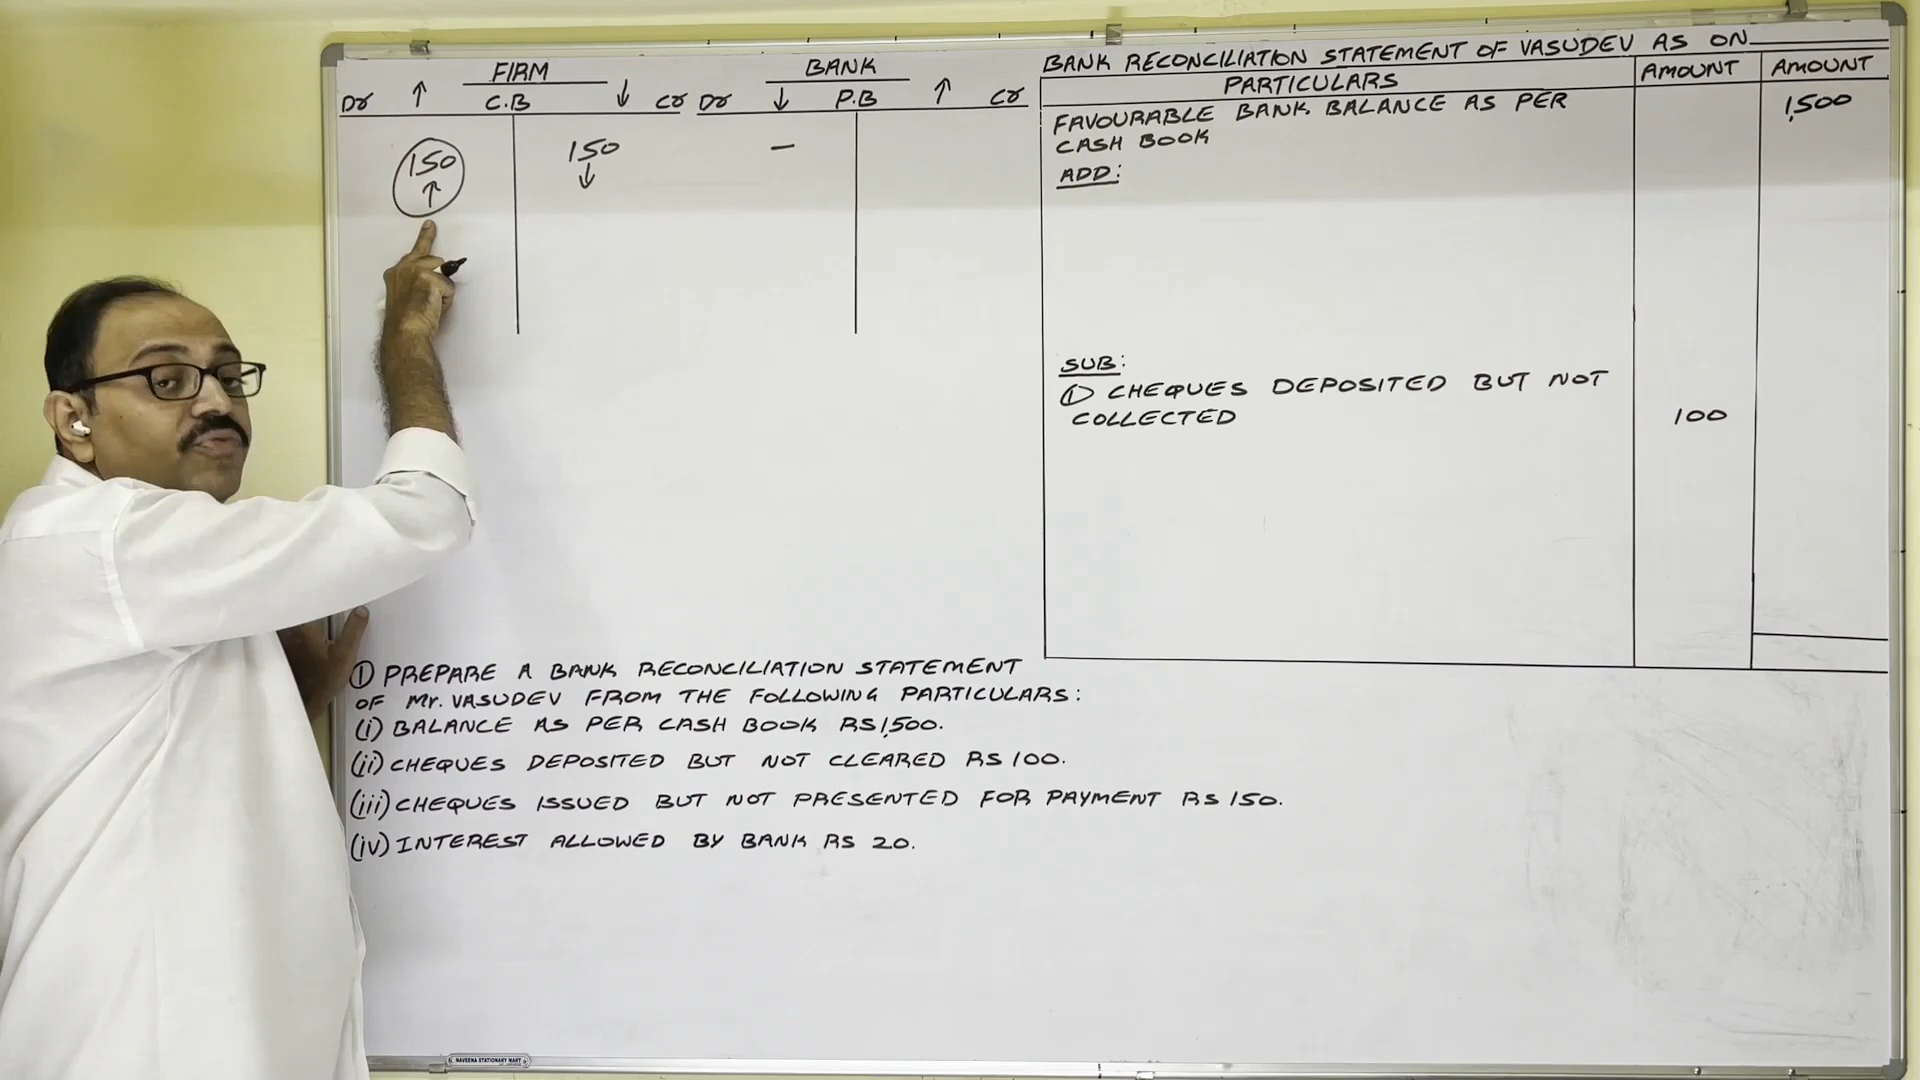 FIRM
Dr ↑ C.B ↓ Cr
150 150
↑ ↓
BANK
Dr ↓ P.B ↑ Cr
—
BANK RECONCILIATION STATEMENT OF VASUDEV AS ON
PARTICULARS AMOUNT AMOUNT
FAVOURABLE BANK BALANCE AS PER 1,500
CASH BOOK
ADD:
SUB:
① CHEQUES DEPOSITED BUT NOT
COLLECTED 100
① PREPARE A BANK RECONCILIATION STATEMENT
OF Mr. VASUDEV FROM THE FOLLOWING PARTICULARS:
(i) BALANCE AS PER CASH BOOK RS1,500.
(ii) CHEQUES DEPOSITED BUT NOT CLEARED RS 100.
(iii) CHEQUES ISSUED BUT NOT PRESENTED FOR PAYMENT RS 150.
(iv) INTEREST ALLOWED BY BANK RS 20.
NAVEENA STATIONARY MART